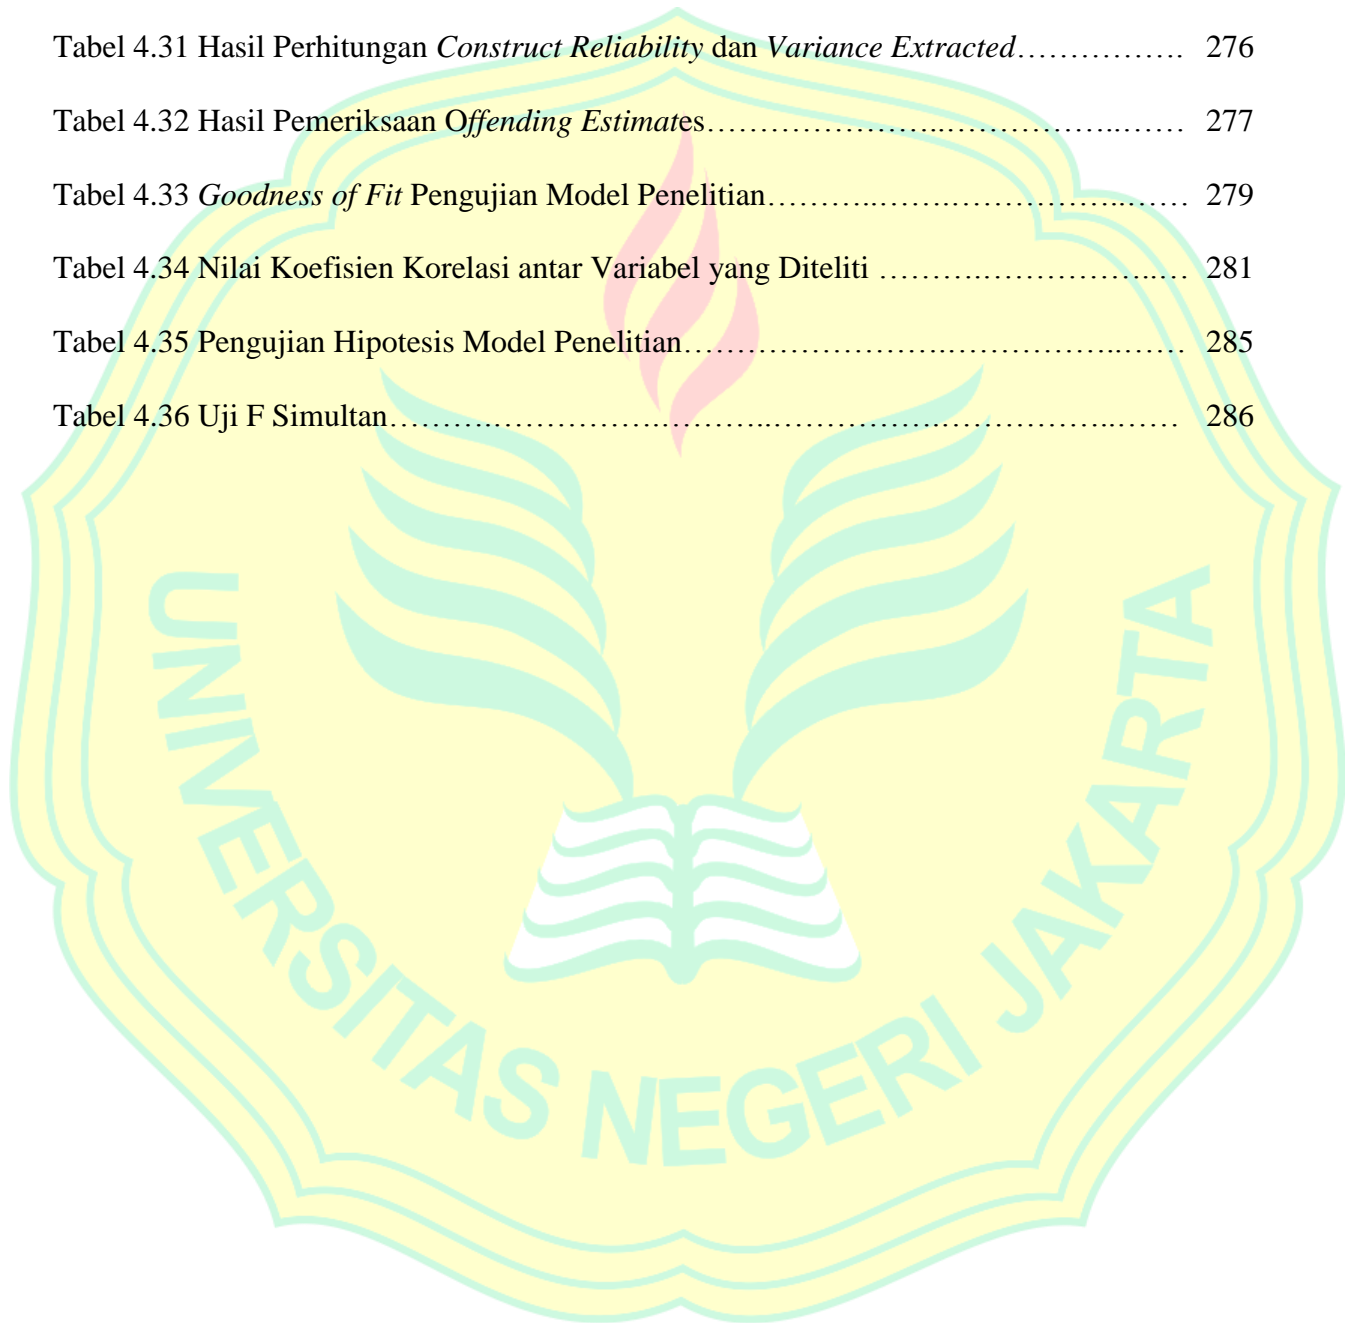 Tabel 4.31 Hasil Perhitungan Construct Reliability dan Variance Extracted……………. 276
Tabel 4.32 Hasil Pemeriksaan Offending Estimates…………………...……………..…… 277
Tabel 4.33 Goodness of Fit Pengujian Model Penelitian………..…….……………..…… 279
Tabel 4.34 Nilai Koefisien Korelasi antar Variabel yang Diteliti ……….……………..… 281
Tabel 4.35 Pengujian Hipotesis Model Penelitian…………………….……………..…… 285
Tabel 4.36 Uji F Simultan……….…………….………..…………….……………..…… 286
UNIVERSITAS NEGERI JAKARTA